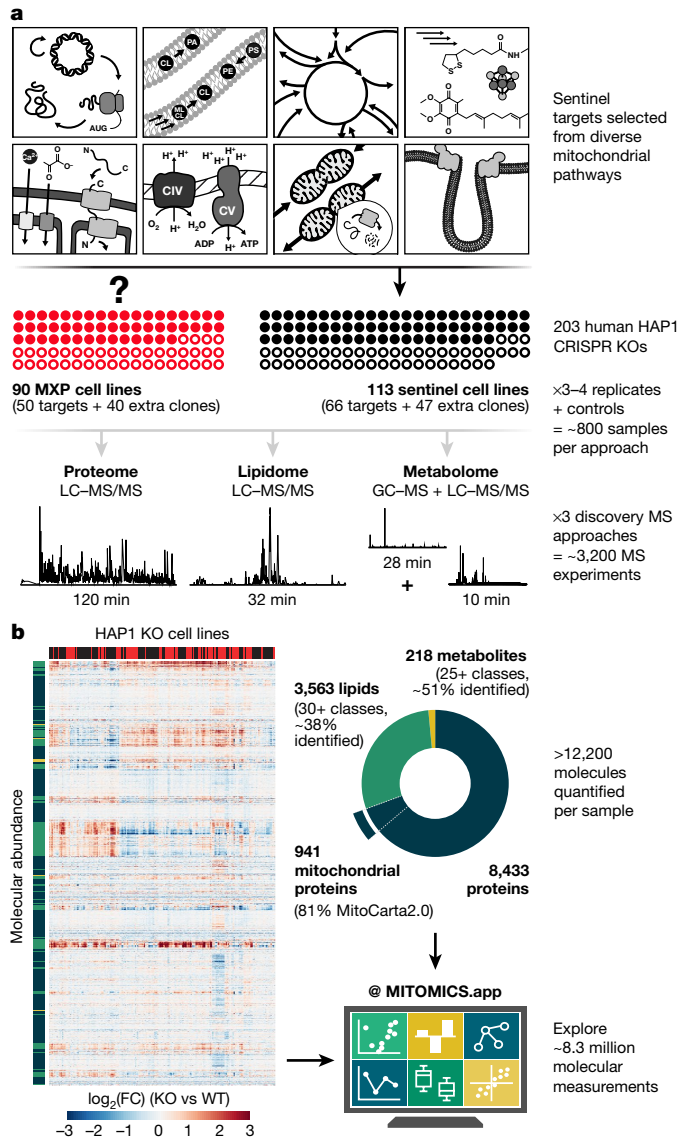 a
PA
PS
CL
PE
CL
ML
CL
AUG
O
NH
S
S
O
O
O
O
Sentinel
targets selected
from diverse
mitochondrial
pathways
Ca2+
O
O-
O
N
C
C
N
H+ H+
H+ H+
CIV
CV
O2
H2O
H+
ADP
ATP
H+
?
203 human HAP1
CRISPR KOs
90 MXP cell lines
(50 targets + 40 extra clones)
113 sentinel cell lines
(66 targets + 47 extra clones)
×3–4 replicates
+ controls
= ~800 samples
per approach
Proteome
LC–MS/MS
Lipidome
LC–MS/MS
Metabolome
GC–MS + LC–MS/MS
28 min
+
120 min
32 min
10 min
×3 discovery MS
approaches
= ~3,200 MS
experiments
b
HAP1 KO cell lines
Molecular abundance
218 metabolites
(25+ classes,
~51% identified)
3,563 lipids
(30+ classes,
~38%
identified)
941
mitochondrial
proteins
(81% MitoCarta2.0)
8,433
proteins
>12,200
molecules
quantified
per sample
@ MITOMICS.app
Explore
~8.3 million
molecular
measurements
log2(FC) (KO vs WT)
−3 −2 −1 0 1 2 3